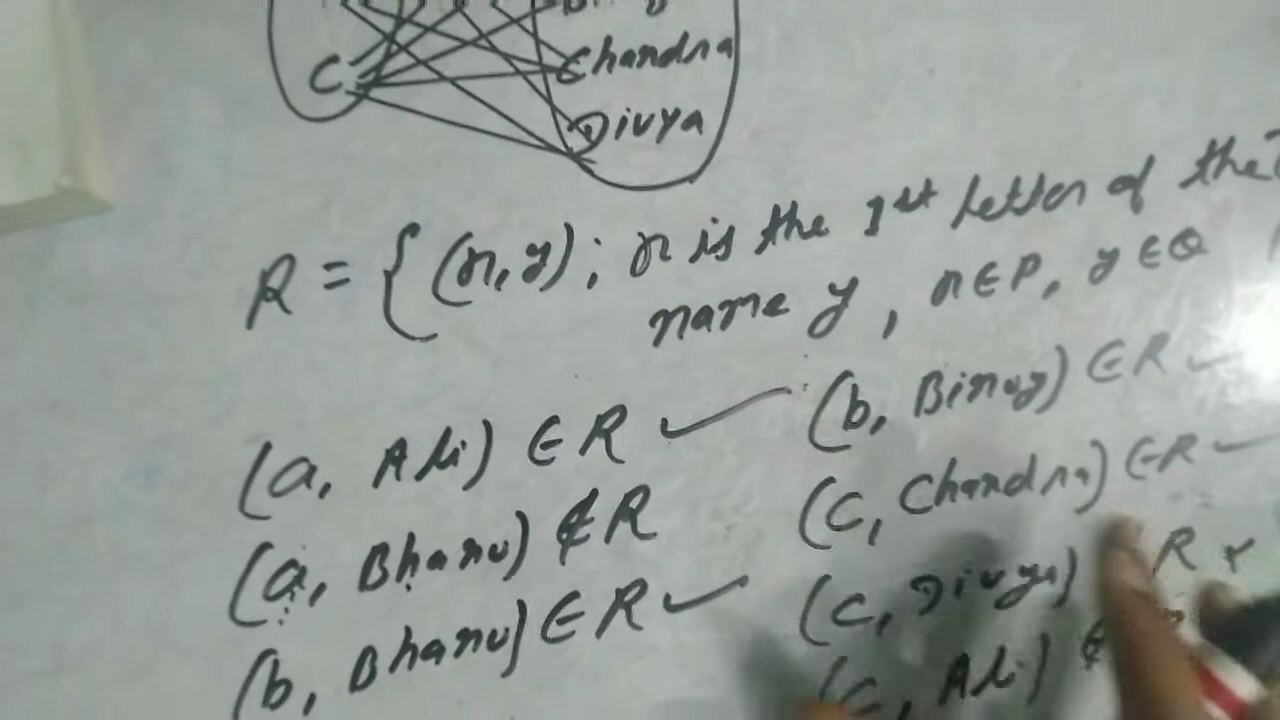 C
Chandra
Divya
R = { (x, y) ; x is the 1st letter of the
name y , x ∈ P, y ∈ Q
(a, Ali) ∈ R ✓
(a, Bhanu) ∉ R
(b, Bhanu) ∈ R ✓
(b, Binoy) ∈ R ✓
(C, Chandra) ∈ R ✓
(C, Divya) R ×
(C, Ali) ∉